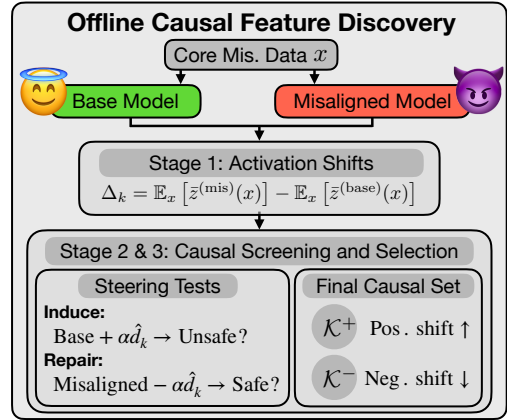 Offline Causal Feature Discovery
Core Mis. Data x
Base Model
Misaligned Model
Stage 1: Activation Shifts
Δ_k = 𝔼_x [z̄^(mis)(x)] − 𝔼_x [z̄^(base)(x)]
Stage 2 & 3: Causal Screening and Selection
Steering Tests
Induce:
Base + αd̂_k → Unsafe?
Repair:
Misaligned − αd̂_k → Safe?
Final Causal Set
𝒦⁺ Pos. shift ↑
𝒦⁻ Neg. shift ↓